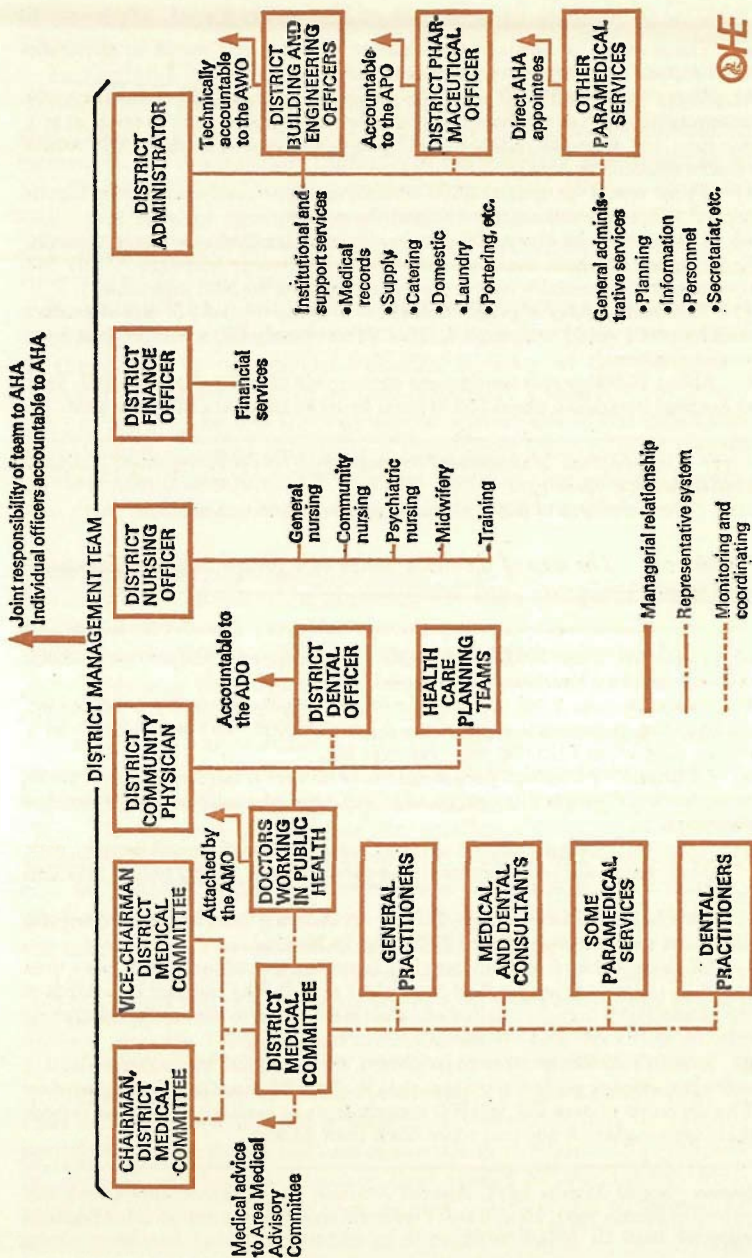 Joint responsibility of team to AHA
Individual officers accountable to AHA
DISTRICT MANAGEMENT TEAM
CHAIRMAN,
DISTRICT
MEDICAL
COMMITTEE
VICE-CHAIRMAN
DISTRICT
MEDICAL
COMMITTEE
DISTRICT
COMMUNITY
PHYSICIAN
DISTRICT
NURSING
OFFICER
DISTRICT
FINANCE
OFFICER
DISTRICT
ADMINISTRATOR
Medical advice
to Area Medical
Advisory
Committee
DISTRICT
MEDICAL
COMMITTEE
Attached by
the AMO
DOCTORS
WORKING
IN PUBLIC
HEALTH
GENERAL
PRACTITIONERS
MEDICAL
AND DENTAL
CONSULTANTS
SOME
PARAMEDICAL
SERVICES
DENTAL
PRACTITIONERS
Accountable to
the ADO
DISTRICT
DENTAL
OFFICER
HEALTH
CARE
PLANNING
TEAMS
General
nursing
Community
nursing
Psychiatric
nursing
Midwifery
Training
Financial
services
Institutional and
support services
•Medical
records
•Supply
•Catering
•Domestic
•Laundry
•Portering, etc.
General adminis-
trative services
•Planning
•Information
•Personnel
•Secretariat, etc.
Technically
accountable
to the AWO
DISTRICT
BUILDING AND
ENGINEERING
OFFICERS
Accountable
to the APO
DISTRICT PHAR-
MACEUTICAL
OFFICER
Direct AHA
appointees
OTHER
PARAMEDICAL
SERVICES
Managerial relationship
Representative system
Monitoring and
coordinating
OHE